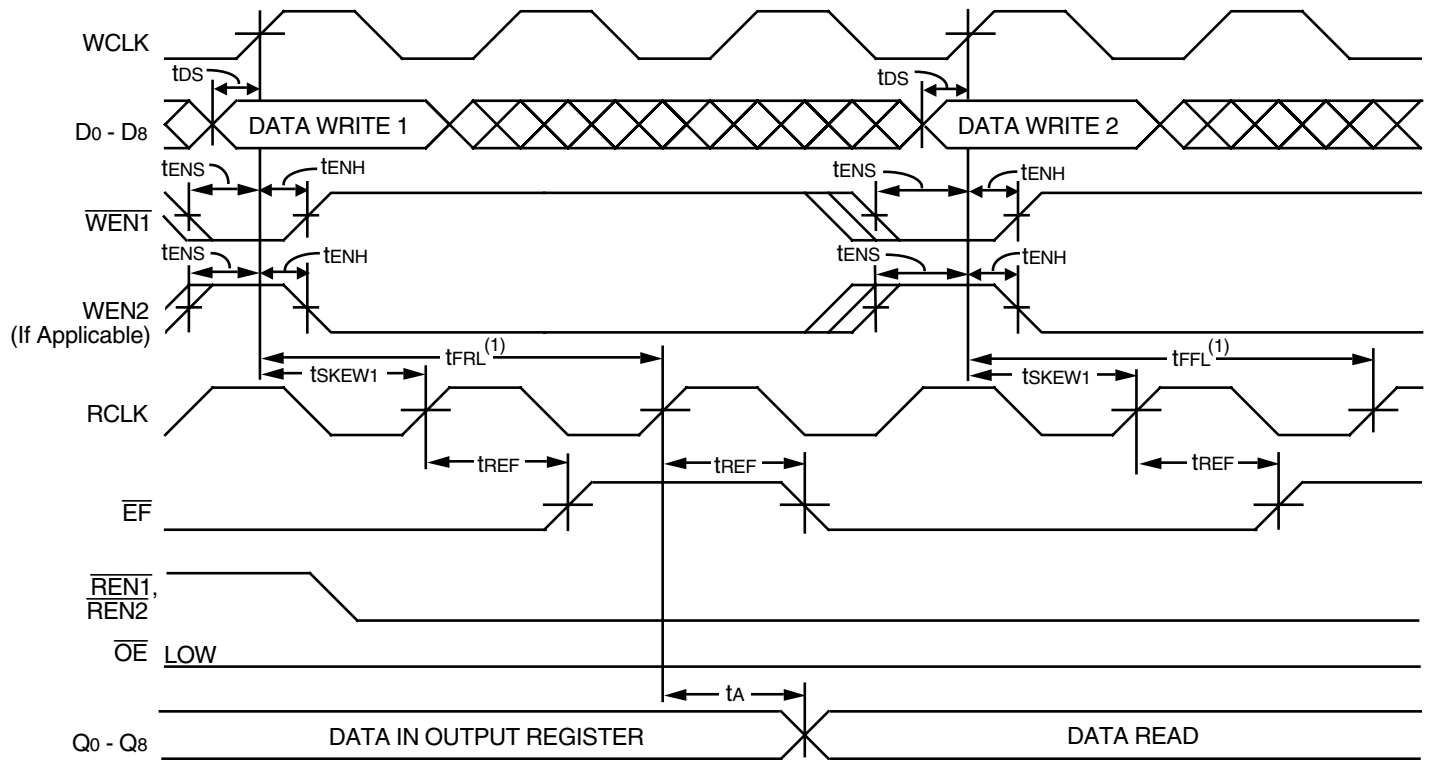 WCLK
tDS
tDS
D0 - D8
DATA WRITE 1
DATA WRITE 2
tENS
tENH
tENS
tENH
WEN1
tENS
tENH
tENS
tENH
WEN2
(If Applicable)
tFRL(1)
tFFL(1)
tSKEW1
tSKEW1
RCLK
tREF
tREF
tREF
EF
REN1,
REN2
OE
LOW
tA
Q0 - Q8
DATA IN OUTPUT REGISTER
DATA READ